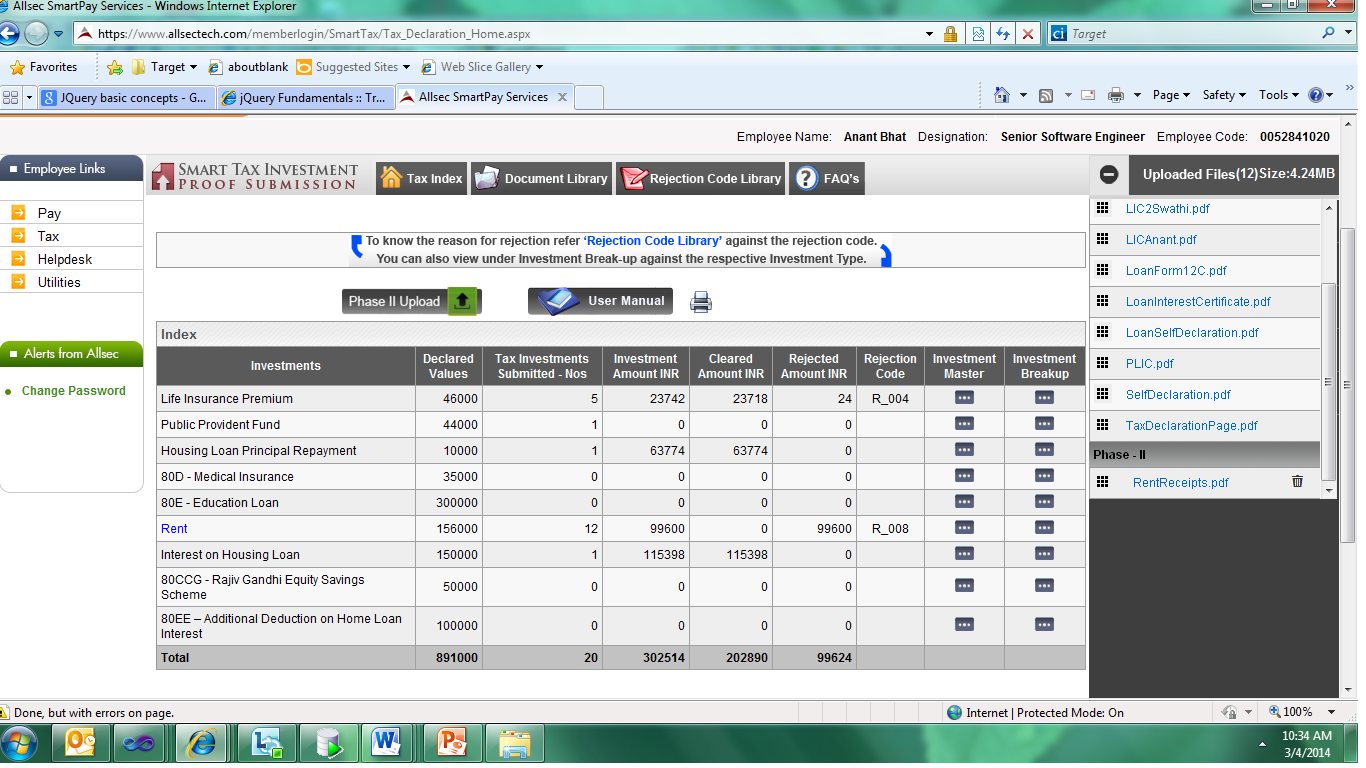 Allsec SmartPay Services - Windows Internet Explorer
https://www.allsectech.com/memberlogin/SmartTax/Tax_Declaration_Home.aspx
Target
Favorites Target aboutblank Suggested Sites Web Slice Gallery
JQuery basic concepts - G... jQuery Fundamentals :: Tr... Allsec SmartPay Services Page Safety Tools
Employee Name: Anant Bhat Designation: Senior Software Engineer Employee Code: 0052841020
Employee Links
Pay
Tax
Helpdesk
Utilities
Alerts from Allsec
Change Password
SMART TAX INVESTMENT
PROOF SUBMISSION
Tax Index Document Library Rejection Code Library FAQ's
To know the reason for rejection refer ‘Rejection Code Library’ against the rejection code.
You can also view under Investment Break-up against the respective Investment Type.
Phase II Upload User Manual
Index
Investments Declared Values Tax Investments Submitted - Nos Investment Amount INR Cleared Amount INR Rejected Amount INR Rejection Code Investment Master Investment Breakup
Life Insurance Premium 46000 5 23742 23718 24 R_004
Public Provident Fund 44000 1 0 0 0
Housing Loan Principal Repayment 10000 1 63774 63774 0
80D - Medical Insurance 35000 0 0 0 0
80E - Education Loan 300000 0 0 0 0
Rent 156000 12 99600 0 99600 R_008
Interest on Housing Loan 150000 1 115398 115398 0
80CCG - Rajiv Gandhi Equity Savings
Scheme 50000 0 0 0 0
80EE – Additional Deduction on Home Loan
Interest 100000 0 0 0 0
Total 891000 20 302514 202890 99624
Uploaded Files(12)Size:4.24MB
LIC2Swathi.pdf
LICAnant.pdf
LoanForm12C.pdf
LoanInterestCertificate.pdf
LoanSelfDeclaration.pdf
PLIC.pdf
SelfDeclaration.pdf
TaxDeclarationPage.pdf
Phase - II
RentReceipts.pdf
Done, but with errors on page. Internet | Protected Mode: On 100%
10:34 AM
3/4/2014